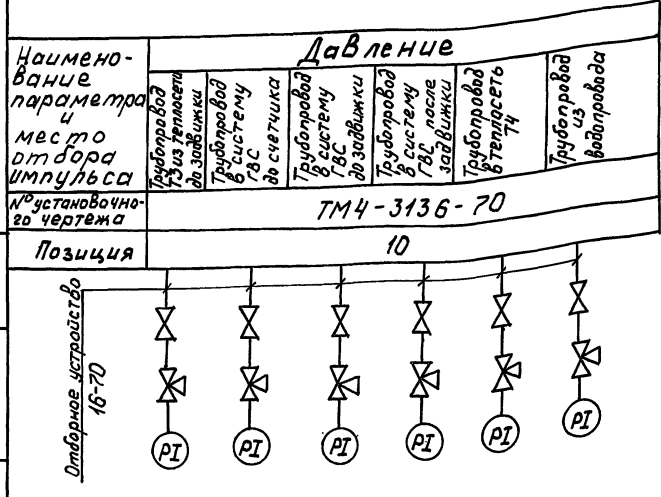 Наимено-
вание
параметра
и
место
отбора
импульса
Давление
Трубопровод
Т3 из теплосети
до задвижки
Трубопровод
в систему
ГВС
до счетчика
Трубопровод
в систему
ГВС
до задвижки
Трубопровод
в систему
ГВС после
задвижки
Трубопровод
в теплосеть
Т4
Трубопровод
из
водопровода
№ установочно-
го чертежа
ТМ4-3136-70
Позиция
10
Отборное устройство
16-70
PI
PI
PI
PI
PI
PI